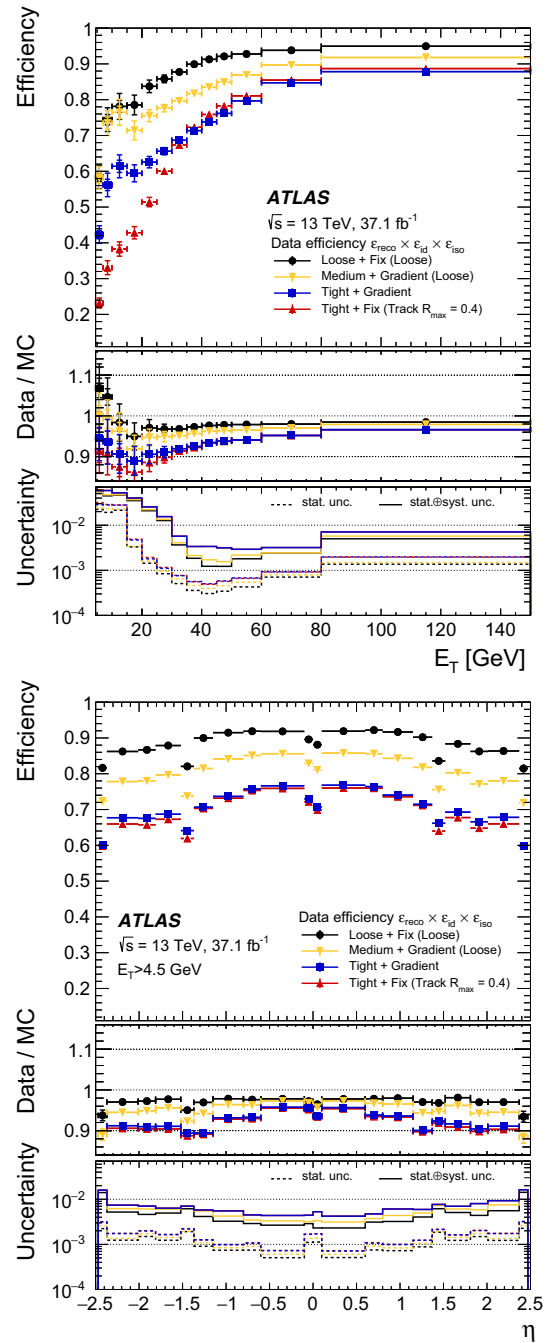 Efficiency
1
0.9
0.8
0.7
0.6
0.5
0.4
0.3
0.2
ATLAS
√s = 13 TeV, 37.1 fb⁻¹
Data efficiency ε_reco × ε_id × ε_iso
Loose + Fix (Loose)
Medium + Gradient (Loose)
Tight + Gradient
Tight + Fix (Track R_max = 0.4)
Data / MC
1.1
1
0.9
Uncertainty
stat. unc.
stat.⊕syst. unc.
10⁻²
10⁻³
10⁻⁴
20 40 60 80 100 120 140
E_T [GeV]
Efficiency
1
0.9
0.8
0.7
0.6
0.5
0.4
0.3
0.2
ATLAS
√s = 13 TeV, 37.1 fb⁻¹
E_T>4.5 GeV
Data efficiency ε_reco × ε_id × ε_iso
Loose + Fix (Loose)
Medium + Gradient (Loose)
Tight + Gradient
Tight + Fix (Track R_max = 0.4)
Data / MC
1.1
1
0.9
Uncertainty
stat. unc.
stat.⊕syst. unc.
10⁻²
10⁻³
10⁻⁴
−2.5 −2 −1.5 −1 −0.5 0 0.5 1 1.5 2 2.5
η